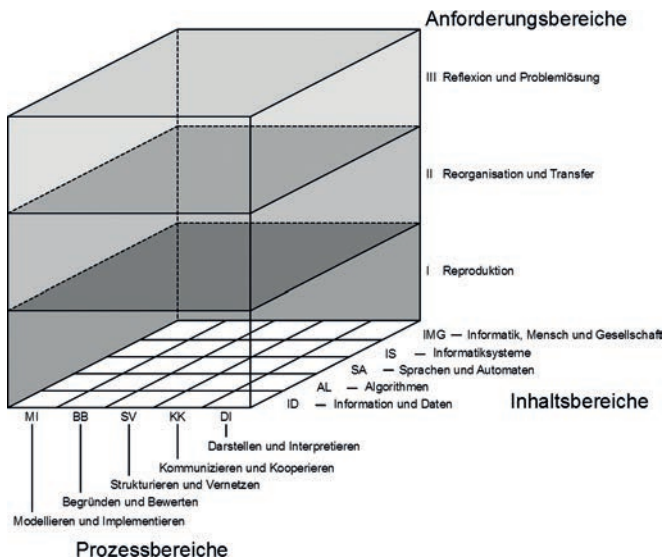 Anforderungsbereiche
III Reflexion und Problemlösung
II Reorganisation und Transfer
I Reproduktion
IMG — Informatik, Mensch und Gesellschaft
IS — Informatiksysteme
SA — Sprachen und Automaten
AL — Algorithmen
ID — Information und Daten
Inhaltsbereiche
MI BB SV KK DI
Darstellen und Interpretieren
Kommunizieren und Kooperieren
Strukturieren und Vernetzen
Begründen und Bewerten
Modellieren und Implementieren
Prozessbereiche